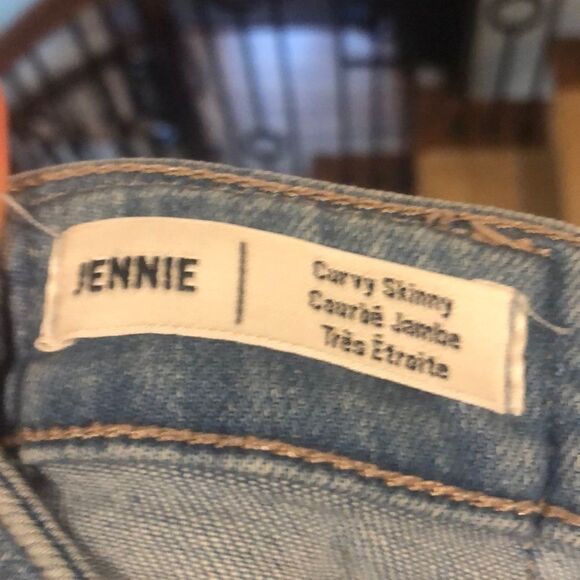 JENNIE
Curvy Skinny
Courbé Jambe
Très Étroite